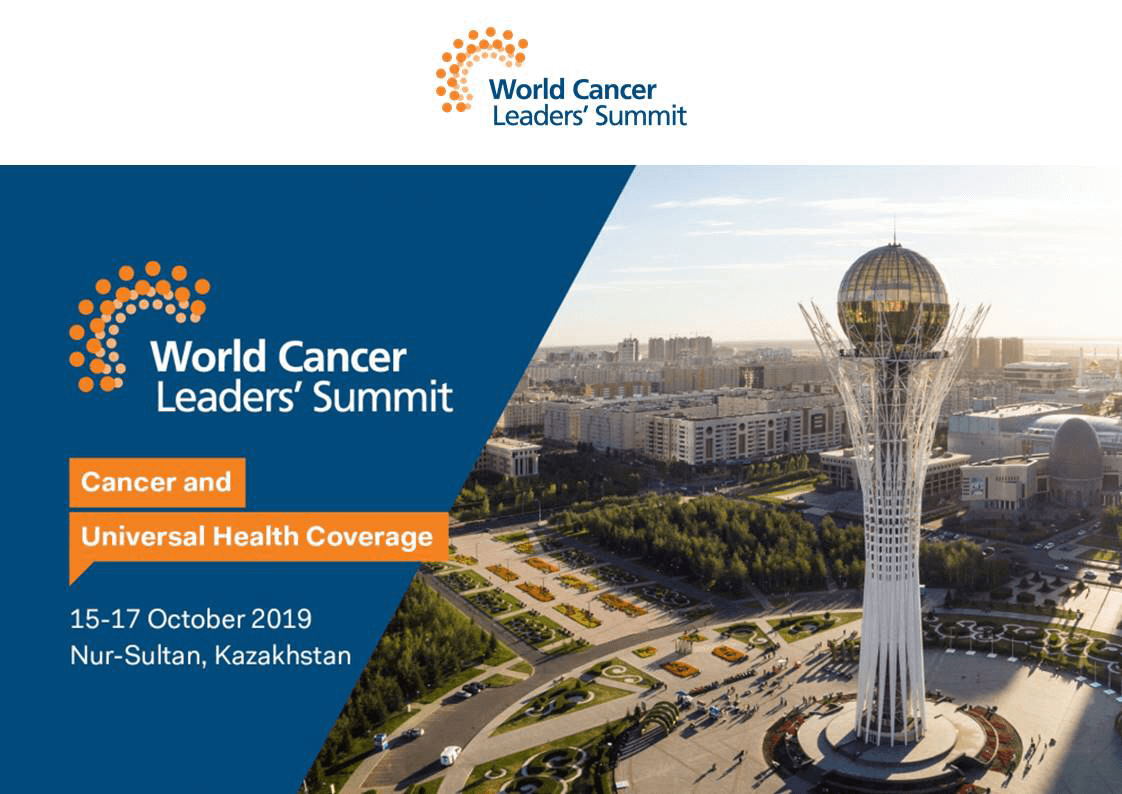 World Cancer
Leaders' Summit
World Cancer
Leaders' Summit
Cancer and
Universal Health Coverage
15-17 October 2019
Nur-Sultan, Kazakhstan